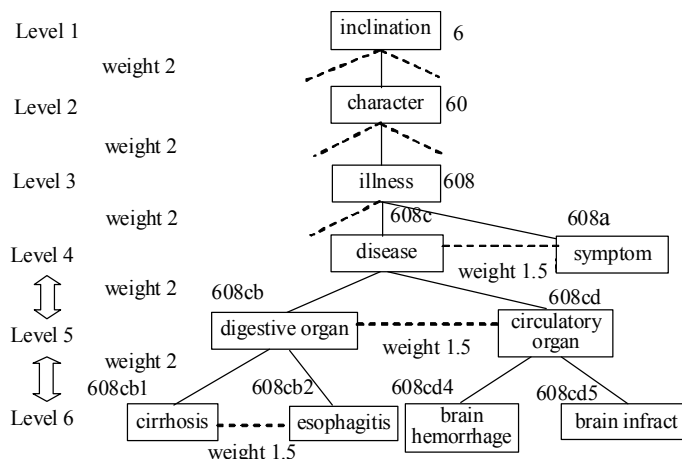 Level 1
inclination
6
weight 2
Level 2
character
60
weight 2
Level 3
illness
608
weight 2
608c
608a
Level 4
disease
symptom
weight 1.5
weight 2
608cb
608cd
Level 5
digestive organ
circulatory
organ
weight 1.5
weight 2
608cb1
608cb2
608cd4
608cd5
Level 6
cirrhosis
esophagitis
brain
hemorrhage
brain infract
weight 1.5